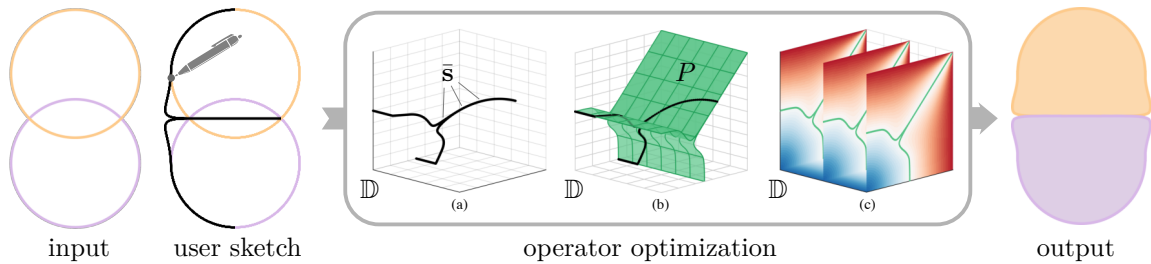 s̄
P
𝔻
𝔻
𝔻
(a)
(b)
(c)
input
user sketch
operator optimization
output